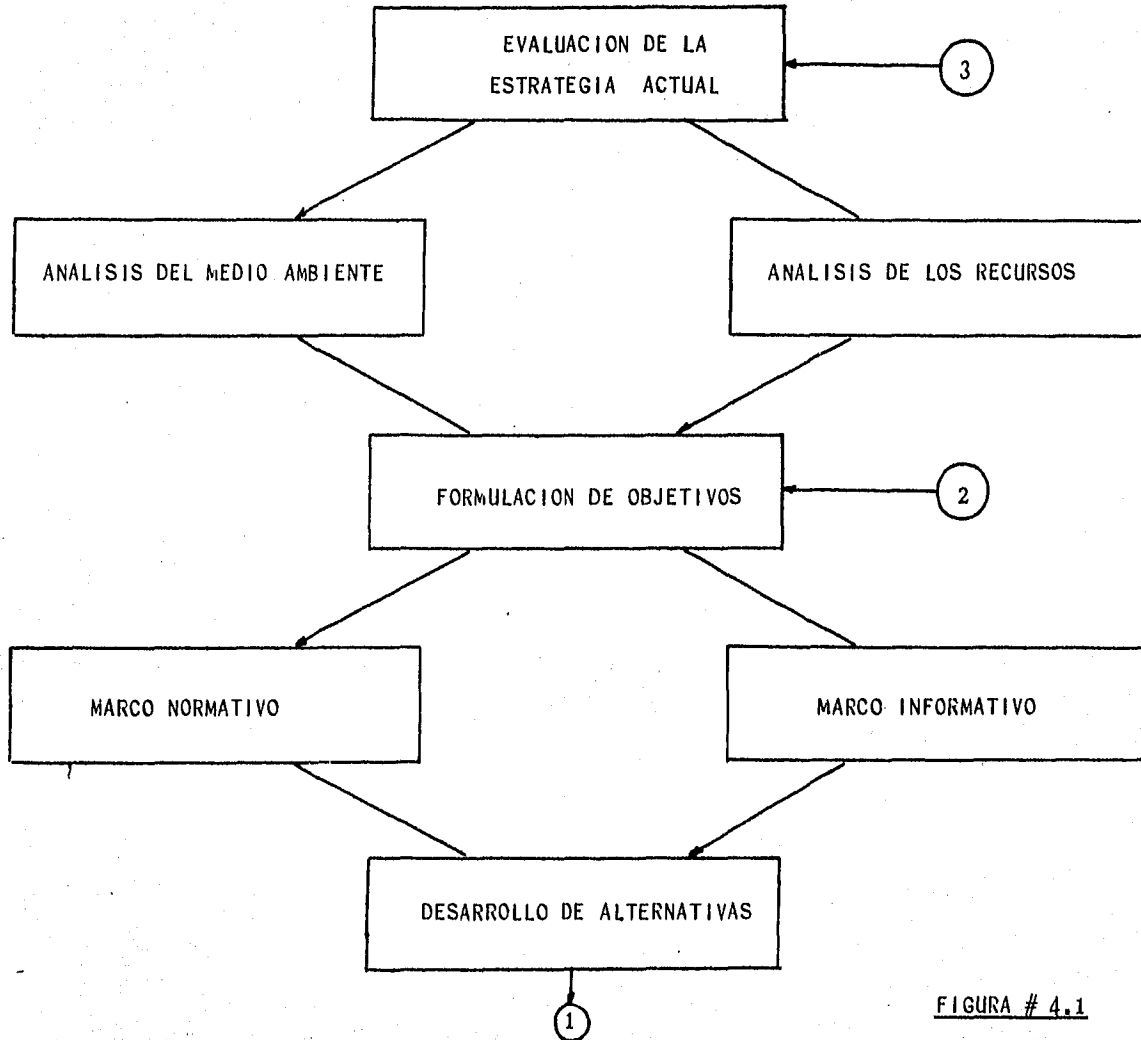 EVALUACION DE LA
ESTRATEGIA ACTUAL
3
ANALISIS DEL MEDIO AMBIENTE
ANALISIS DE LOS RECURSOS
FORMULACION DE OBJETIVOS
2
MARCO NORMATIVO
MARCO INFORMATIVO
DESARROLLO DE ALTERNATIVAS
1
FIGURA # 4.1